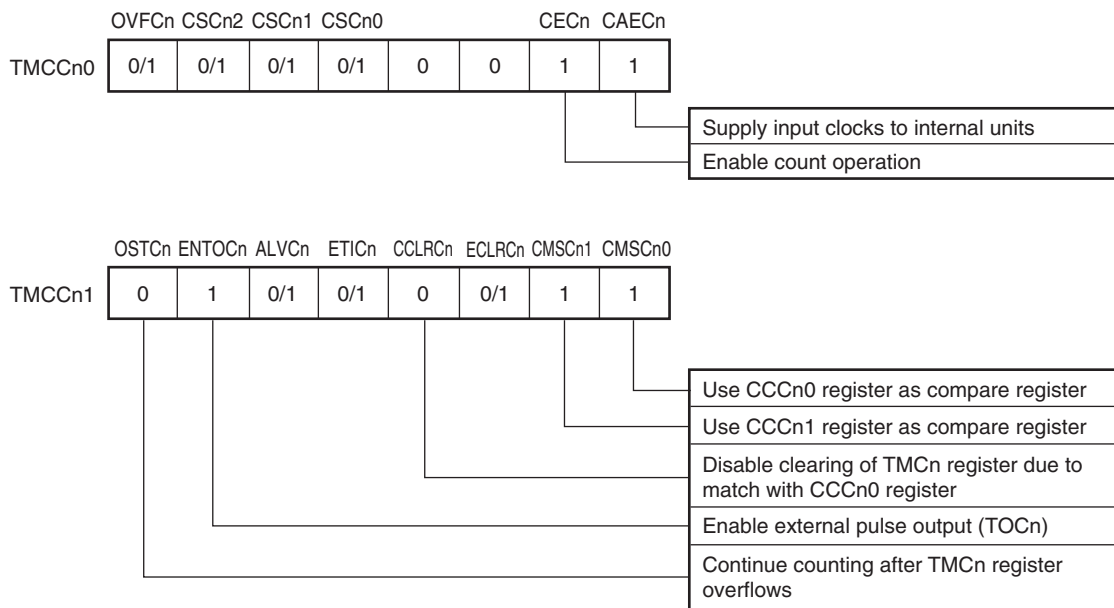 OVFCn CSCn2 CSCn1 CSCn0 CECn CAECn
TMCCn0 0/1 0/1 0/1 0/1 0 0 1 1
Supply input clocks to internal units
Enable count operation
OSTCn ENTOCn ALVCn ETICn CCLRCn ECLRCn CMSCn1 CMSCn0
TMCCn1 0 1 0/1 0/1 0 0/1 1 1
Use CCCn0 register as compare register
Use CCCn1 register as compare register
Disable clearing of TMCn register due to
match with CCCn0 register
Enable external pulse output (TOCn)
Continue counting after TMCn register
overflows